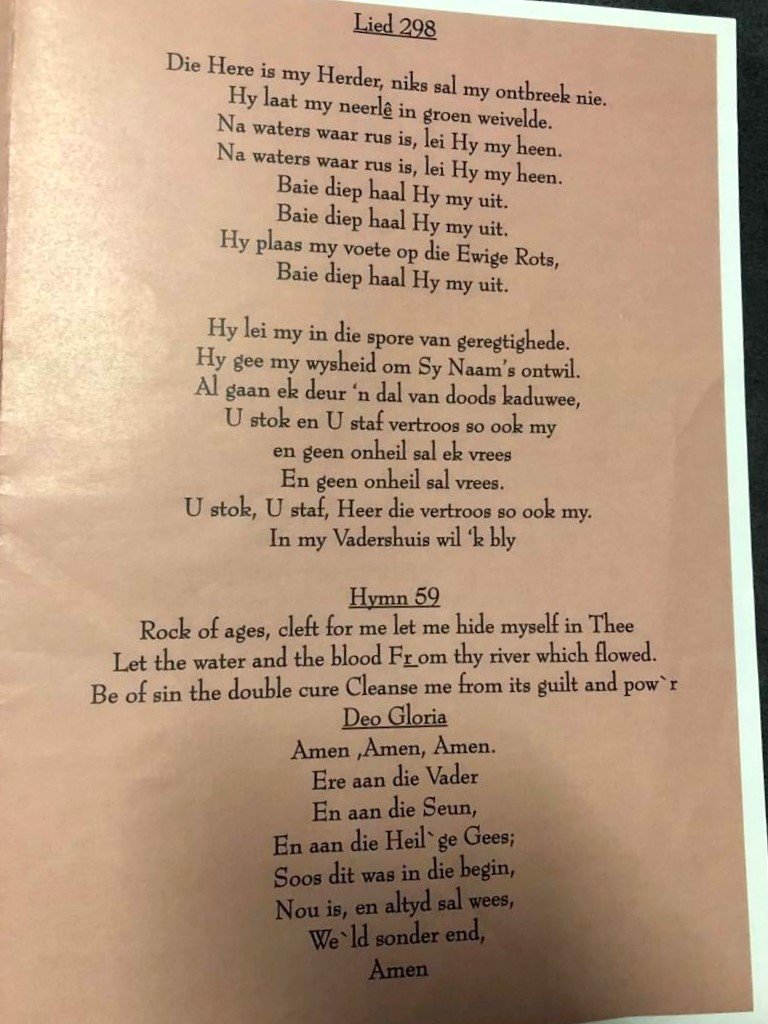 Lied 298
Die Here is my Herder, niks sal my ontbreek nie.
Hy laat my neerlê in groen weivelde.
Na waters waar rus is, lei Hy my heen.
Na waters waar rus is, lei Hy my heen.
Baie diep haal Hy my uit.
Baie diep haal Hy my uit.
Hy plaas my voete op die Ewige Rots,
Baie diep haal Hy my uit.
Hy lei my in die spore van geregtighede.
Hy gee my wysheid om Sy Naam's ontwil.
Al gaan ek deur 'n dal van doods kaduwee,
U stok en U staf vertroos so ook my
en geen onheil sal ek vrees
En geen onheil sal vrees.
U stok, U staf, Heer die vertroos so ook my.
In my Vadershuis wil 'k bly
Hymn 59
Rock of ages, cleft for me let me hide myself in Thee
Let the water and the blood From thy river which flowed.
Be of sin the double cure Cleanse me from its guilt and pow`r
Deo Gloria
Amen ,Amen, Amen.
Ere aan die Vader
En aan die Seun,
En aan die Heil`ge Gees;
Soos dit was in die begin,
Nou is, en altyd sal wees,
We`ld sonder end,
Amen